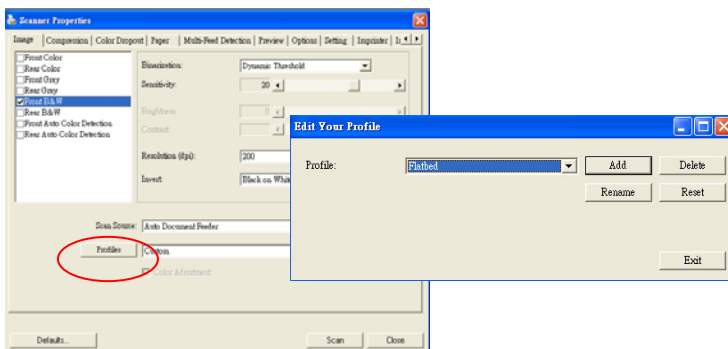 Scanner Properties
Image Compression Color Dropout Paper Multi-Feed Detection Preview Options Setting Imprinter
Front Color
Rear Color
Front Gray
Rear Gray
Front B&W
Rear B&W
Front Auto Color Detection
Rear Auto Color Detection
Binarization: Dynamic Threshold
Sensitivity: 20
Brightness: 0
Contrast:
Resolution (dpi): 200
Invert: Black on White
Scan Source: Auto Document Feeder
Profiles Custom
Color Adjustment
Defaults... Scan Close
Edit Your Profile
Profile: Flatbed Add Delete
Rename Reset
Exit